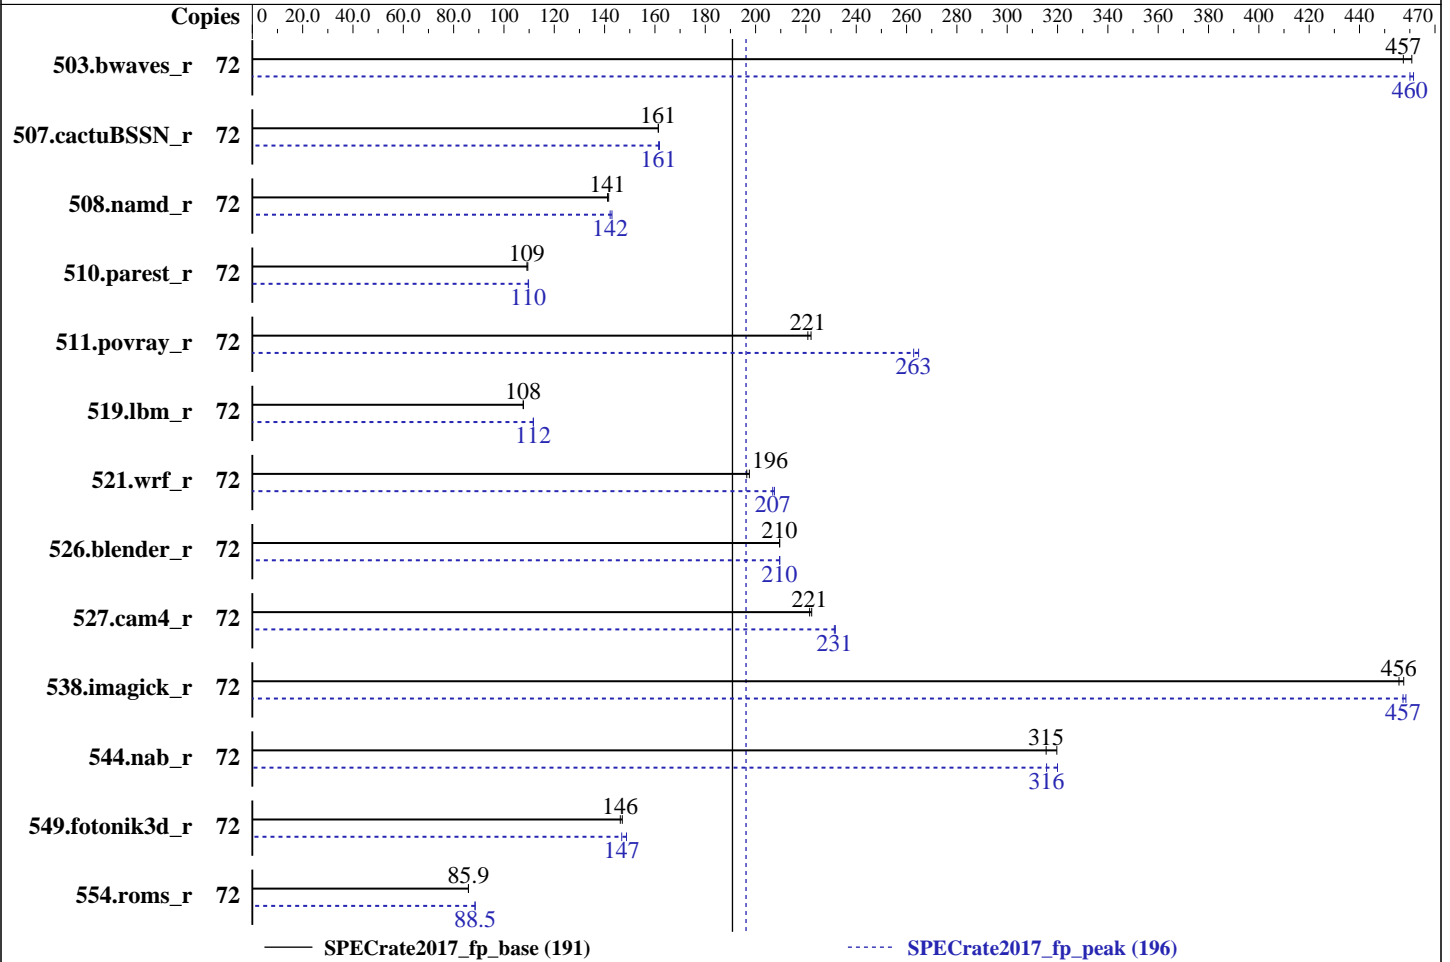 Copies 0 20.0 40.0 60.0 80.0 100 120 140 160 180 200 220 240 260 280 300 320 340 360 380 400 420 440 470
457
503.bwaves_r 72
460
161
507.cactuBSSN_r 72
161
141
508.namd_r 72
142
109
510.parest_r 72
110
221
511.povray_r 72
263
108
519.lbm_r 72
112
196
521.wrf_r 72
207
210
526.blender_r 72
210
221
527.cam4_r 72
231
456
538.imagick_r 72
457
315
544.nab_r 72
316
146
549.fotonik3d_r 72
147
85.9
554.roms_r 72
88.5
SPECrate2017_fp_base (191) SPECrate2017_fp_peak (196)